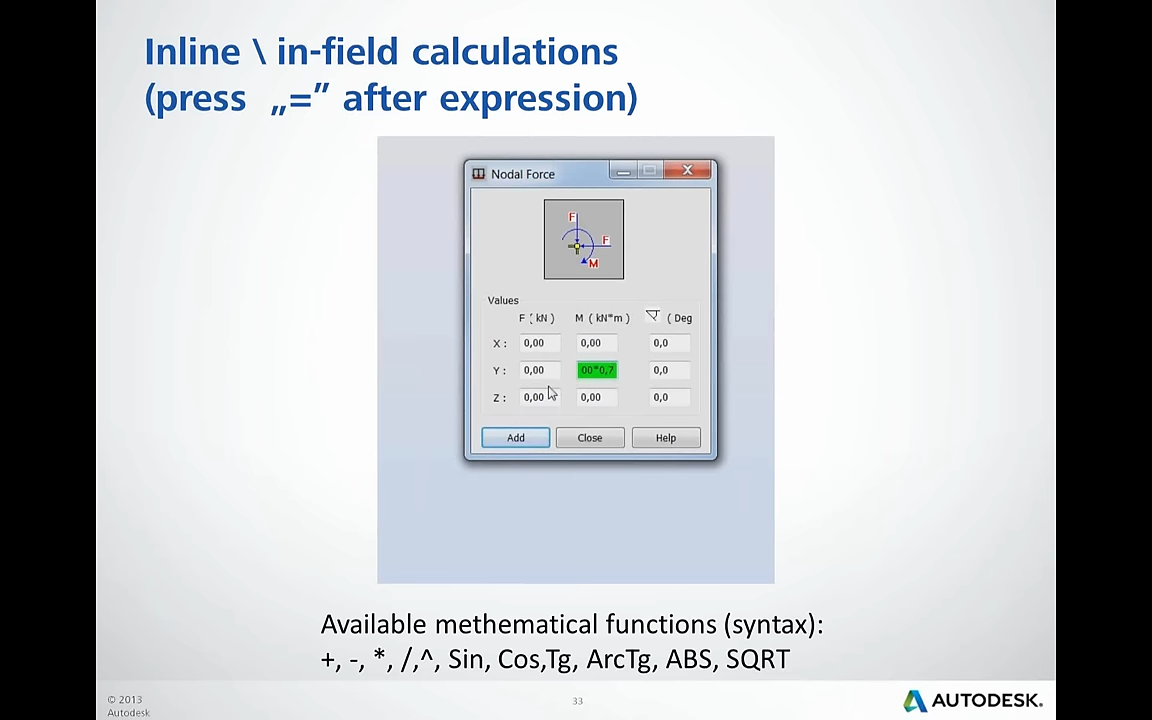 Inline \ in-field calculations
(press „=” after expression)
Nodal Force
F
F
M
Values
F ( kN ) M ( kN*m ) ( Deg
X : 0,00 0,00 0,0
Y : 0,00 00*0,7 0,0
Z : 0,00 0,00 0,0
Add Close Help
Available methematical functions (syntax):
+, -, *, /,^, Sin, Cos,Tg, ArcTg, ABS, SQRT
© 2013 33 AUTODESK.
Autodesk